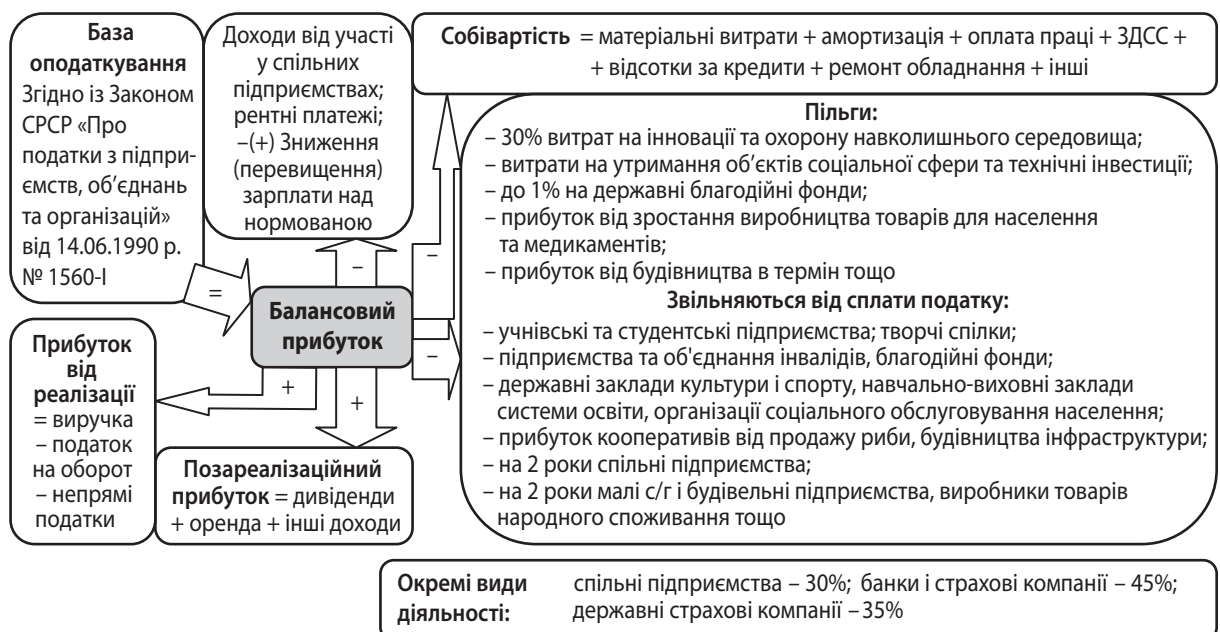 База
оподаткування
Згідно із Законом
СРСР «Про
податки з підпри-
ємств, об’єднань
та організацій»
від 14.06.1990 р.
№ 1560-I
=
Доходи від участі
у спільних
підприємствах;
рентні платежі;
–(+) Зниження
(перевищення)
зарплати над
нормованою
–
Собівартість = матеріальні витрати + амортизація + оплата праці + ЗДСС +
+ відсотки за кредити + ремонт обладнання + інші
–
Балансовий
прибуток
–
Пільги:
– 30% витрат на інновації та охорону навколишнього середовища;
– витрати на утримання об’єктів соціальної сфери та технічні інвестиції;
– до 1% на державні благодійні фонди;
– прибуток від зростання виробництва товарів для населення
та медикаментів;
– прибуток від будівництва в термін тощо
Звільняються від сплати податку:
– учнівські та студентські підприємства; творчі спілки;
– підприємства та об'єднання інвалідів, благодійні фонди;
– державні заклади культури і спорту, навчально-виховні заклади
системи освіти, організації соціального обслуговування населення;
– прибуток кооперативів від продажу риби, будівництва інфраструктури;
– на 2 роки спільні підприємства;
– на 2 роки малі с/г і будівельні підприємства, виробники товарів
народного споживання тощо
Прибуток
від
реалізації
= виручка
– податок
на оборот
– непрямі
податки
+
+
Позареалізаційний
прибуток = дивіденди
+ оренда + інші доходи
Окремі види спільні підприємства – 30%; банки і страхові компанії – 45%;
діяльності: державні страхові компанії – 35%